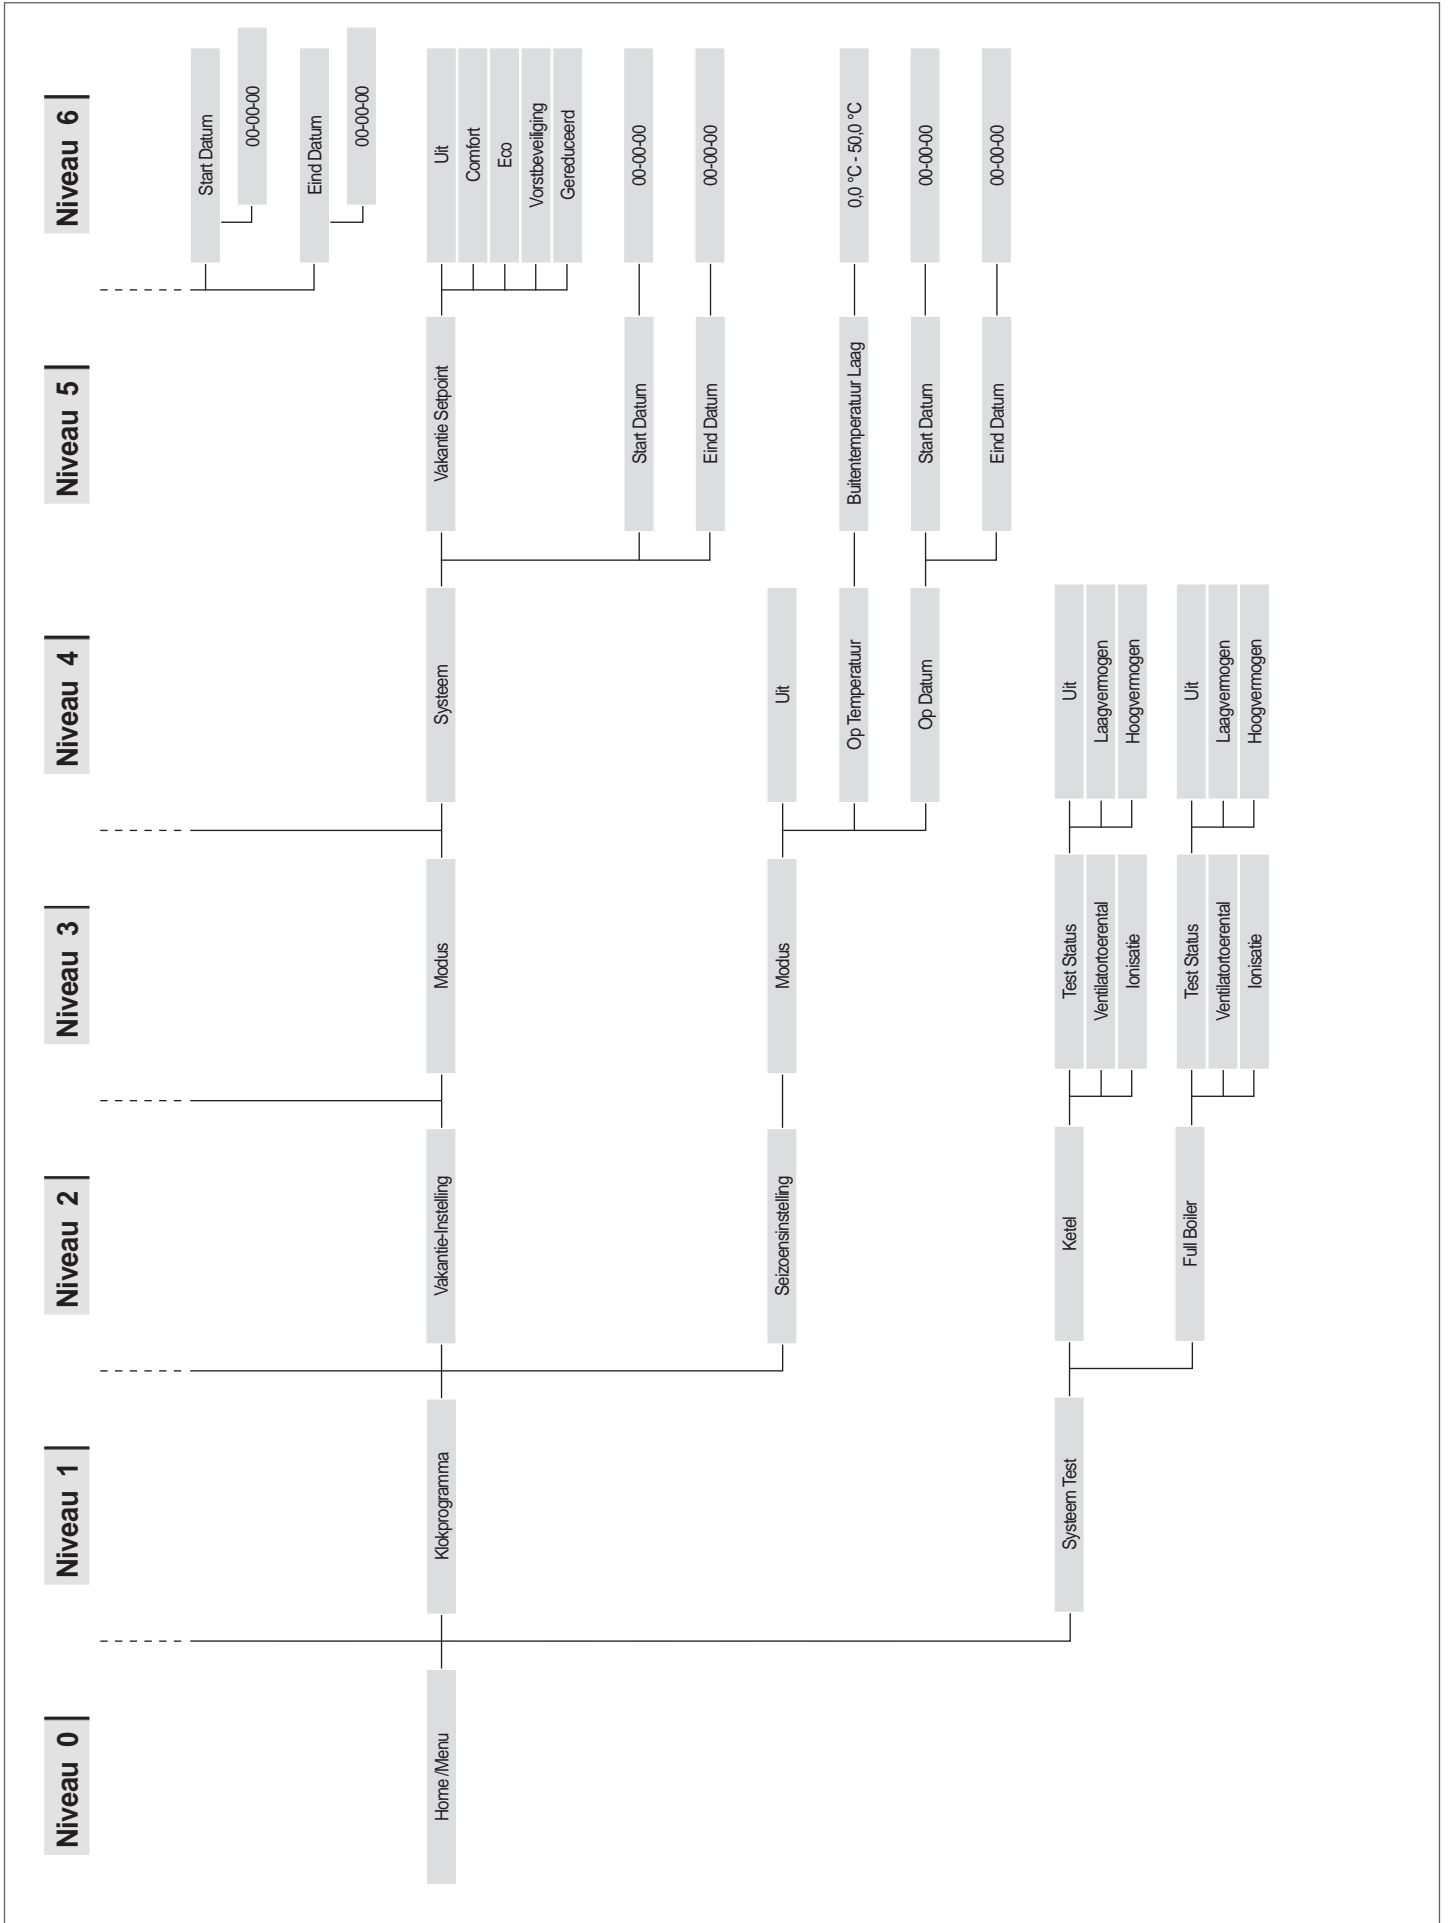 Niveau 0
Niveau 1
Niveau 2
Niveau 3
Niveau 4
Niveau 5
Niveau 6
Start Datum
00-00-00
Eind Datum
00-00-00
Home /Menu
Klokprogramma
Vakantie-Instelling
Modus
Systeem
Vakantie Setpoint
Uit
Comfort
Eco
Vorstbeveiliging
Gereduceerd
Start Datum
00-00-00
Eind Datum
00-00-00
Seizoensinstelling
Modus
Uit
Op Temperatuur
Buitentemperatuur Laag
0,0 °C - 50,0 °C
Op Datum
Start Datum
00-00-00
Eind Datum
00-00-00
Systeem Test
Ketel
Test Status
Uit
Ventilatortoerental
Laagvermogen
Ionisatie
Hoogvermogen
Full Boiler
Test Status
Uit
Ventilatortoerental
Laagvermogen
Ionisatie
Hoogvermogen